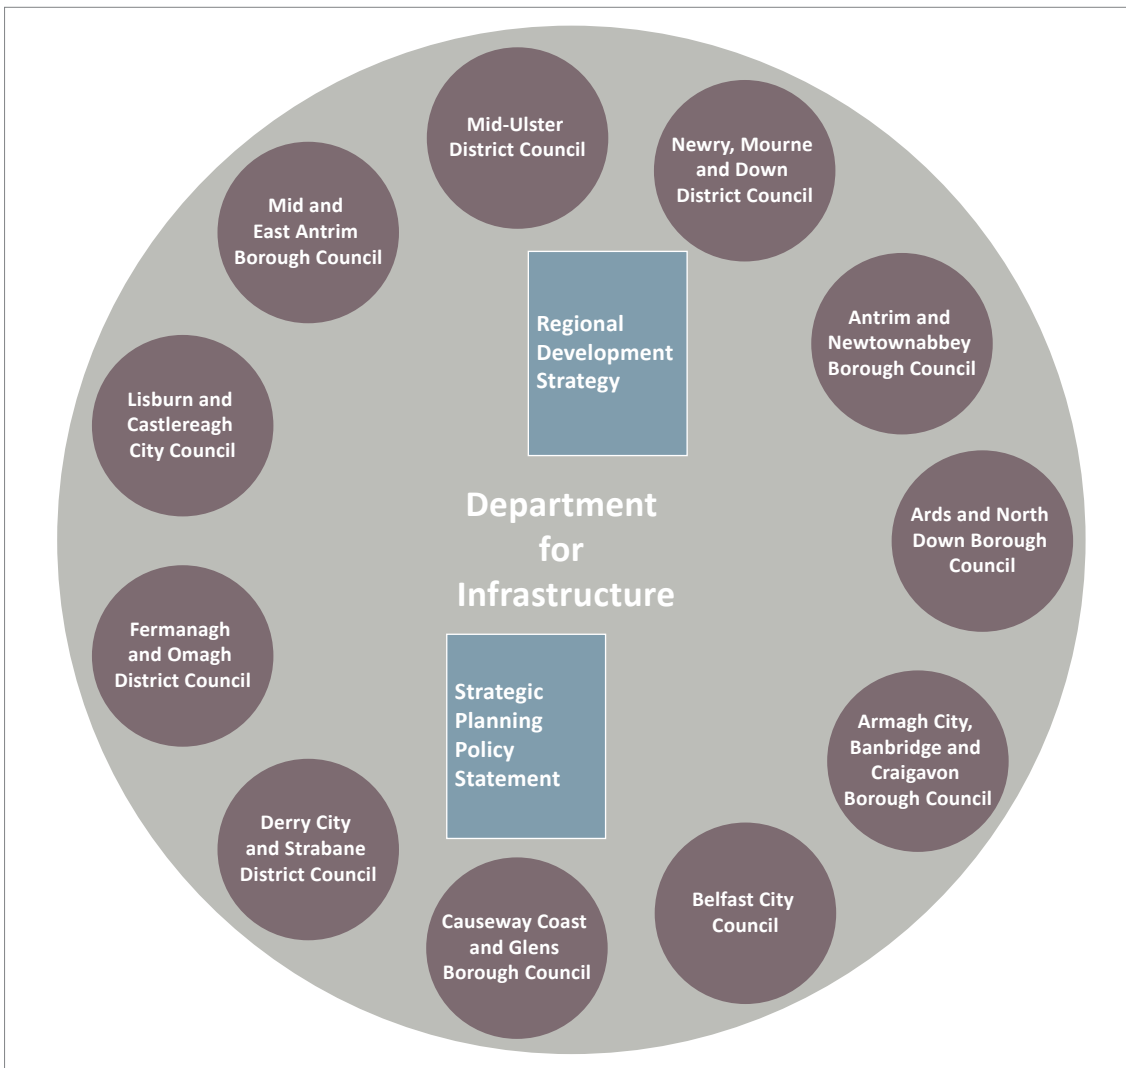 Mid-Ulster
District Council
Newry, Mourne
and Down
District Council
Mid and
East Antrim
Borough Council
Antrim and
Newtownabbey
Borough Council
Regional
Development
Strategy
Lisburn and
Castlereagh
City Council
Department
for
Infrastructure
Ards and North
Down Borough
Council
Fermanagh
and Omagh
District Council
Strategic
Planning
Policy
Statement
Armagh City,
Banbridge and
Craigavon
Borough Council
Derry City
and Strabane
District Council
Belfast City
Council
Causeway Coast
and Glens
Borough Council